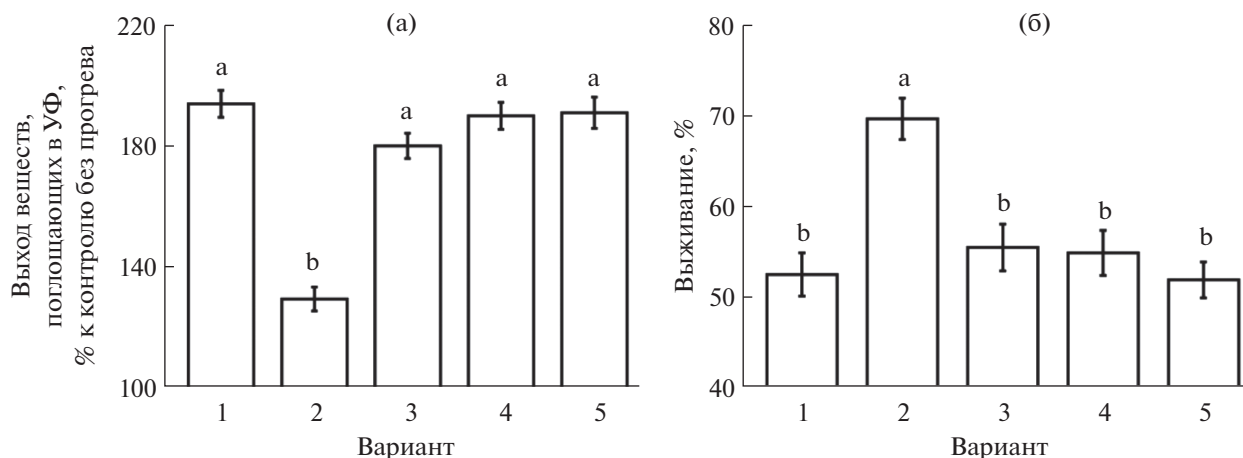 (а)
Выход веществ,
поглощающих в УФ,
% к контролю без прогрева
220
180
140
100
a
b
a
a
a
1 2 3 4 5
Вариант
(б)
Выживание, %
80
70
60
50
40
b
a
b
b
b
1 2 3 4 5
Вариант